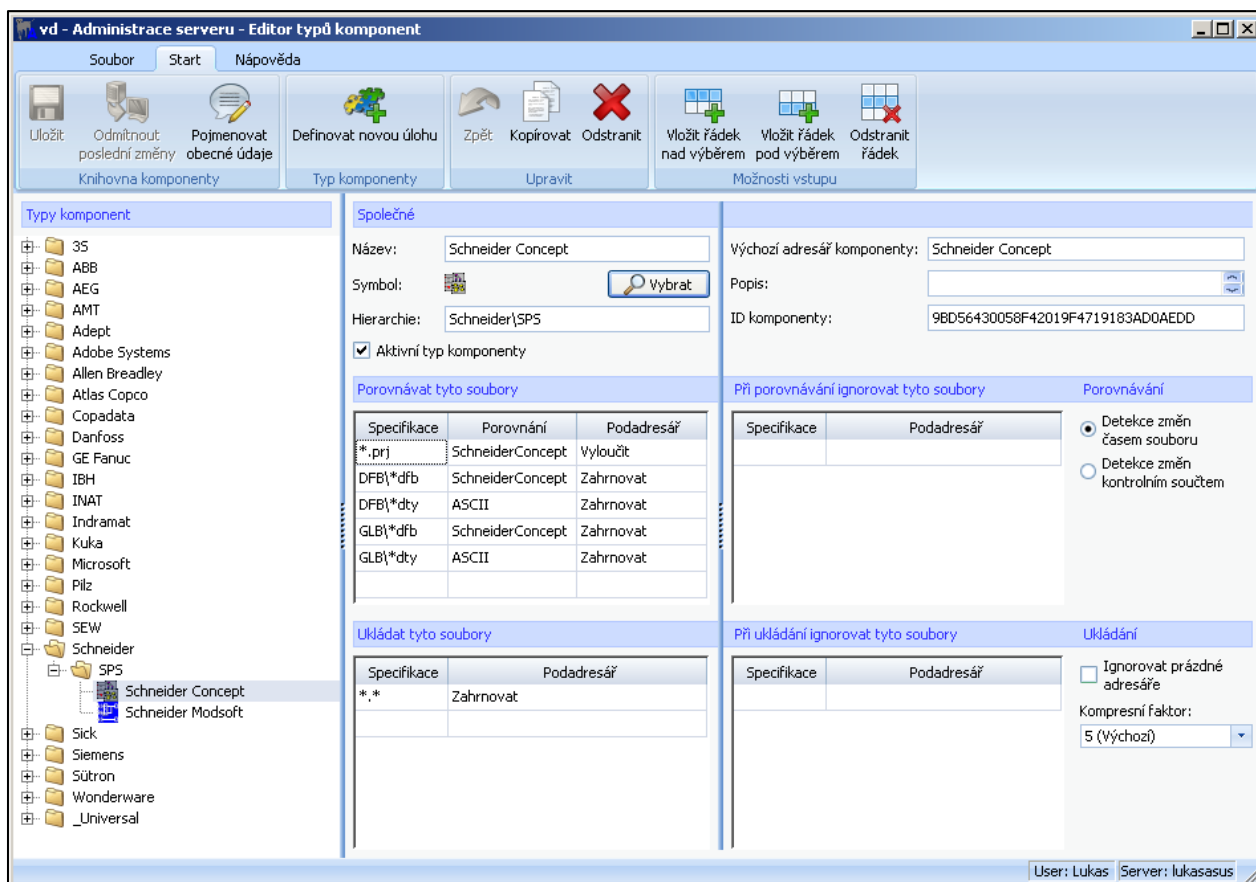 vd - Administrace serveru - Editor typů komponent
Soubor Start Nápověda
Uložit
Odmítnout poslední změny
Pojmenovat obecné údaje
Definovat novou úlohu
Zpět
Kopírovat
Odstranit
Vložit řádek nad výběrem
Vložit řádek pod výběrem
Odstranit řádek
Knihovna komponenty
Typ komponenty
Upravit
Možnosti vstupu
Typy komponent
3S
ABB
AEG
AMT
Adept
Adobe Systems
Allen Breadley
Atlas Copco
Copadata
Danfoss
GE Fanuc
IBH
INAT
Indramat
Kuka
Microsoft
Pilz
Rockwell
SEW
Schneider
SPS
Schneider Concept
Schneider Modsoft
Sick
Siemens
Sütron
Wonderware
_Universal
Společné
Název: Schneider Concept
Symbol: Vybrat
Hierarchie: Schneider\SPS
Aktivní typ komponenty
Výchozí adresář komponenty: Schneider Concept
Popis:
ID komponenty: 9BD56430058F42019F4719183AD0AEDD
Porovnávat tyto soubory
Specifikace Porovnání Podadresář
*.prj SchneiderConcept Vyloučit
DFB\*dfb SchneiderConcept Zahrnovat
DFB\*dty ASCII Zahrnovat
GLB\*dfb SchneiderConcept Zahrnovat
GLB\*dty ASCII Zahrnovat
Při porovnávání ignorovat tyto soubory
Specifikace Podadresář
Porovnávání
Detekce změn
časem souboru
Detekce změn
kontrolním součtem
Ukládat tyto soubory
Specifikace Podadresář
*.* Zahrnovat
Při ukládání ignorovat tyto soubory
Specifikace Podadresář
Ukládání
Ignorovat prázdné
adresáře
Kompresní faktor:
5 (Výchozí)
User: Lukas Server: lukasasus